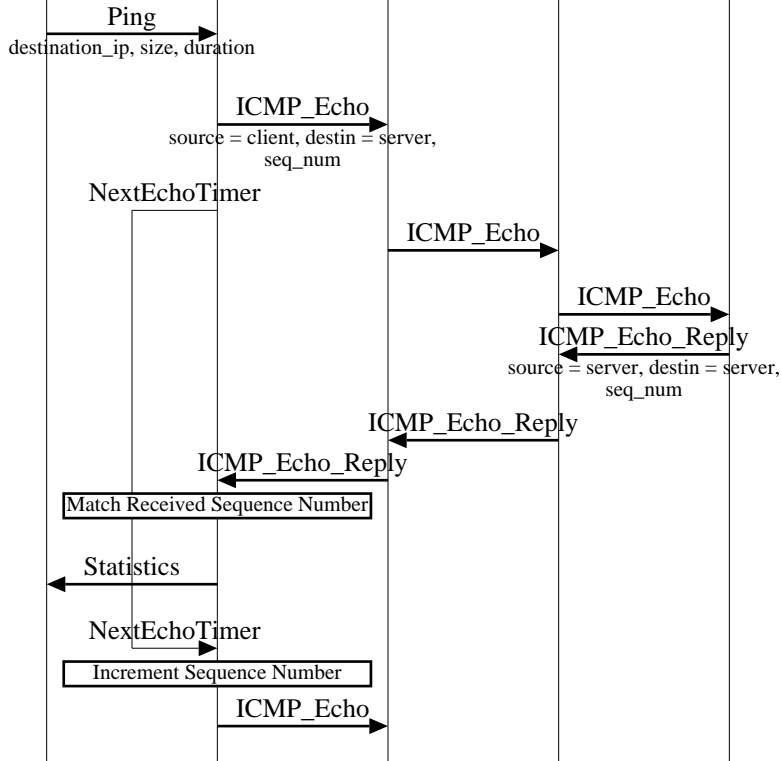 Ping
destination_ip, size, duration
ICMP_Echo
source = client, destin = server,
seq_num
NextEchoTimer
ICMP_Echo
ICMP_Echo
ICMP_Echo_Reply
source = server, destin = server,
seq_num
ICMP_Echo_Reply
ICMP_Echo_Reply
Match Received Sequence Number
Statistics
NextEchoTimer
Increment Sequence Number
ICMP_Echo